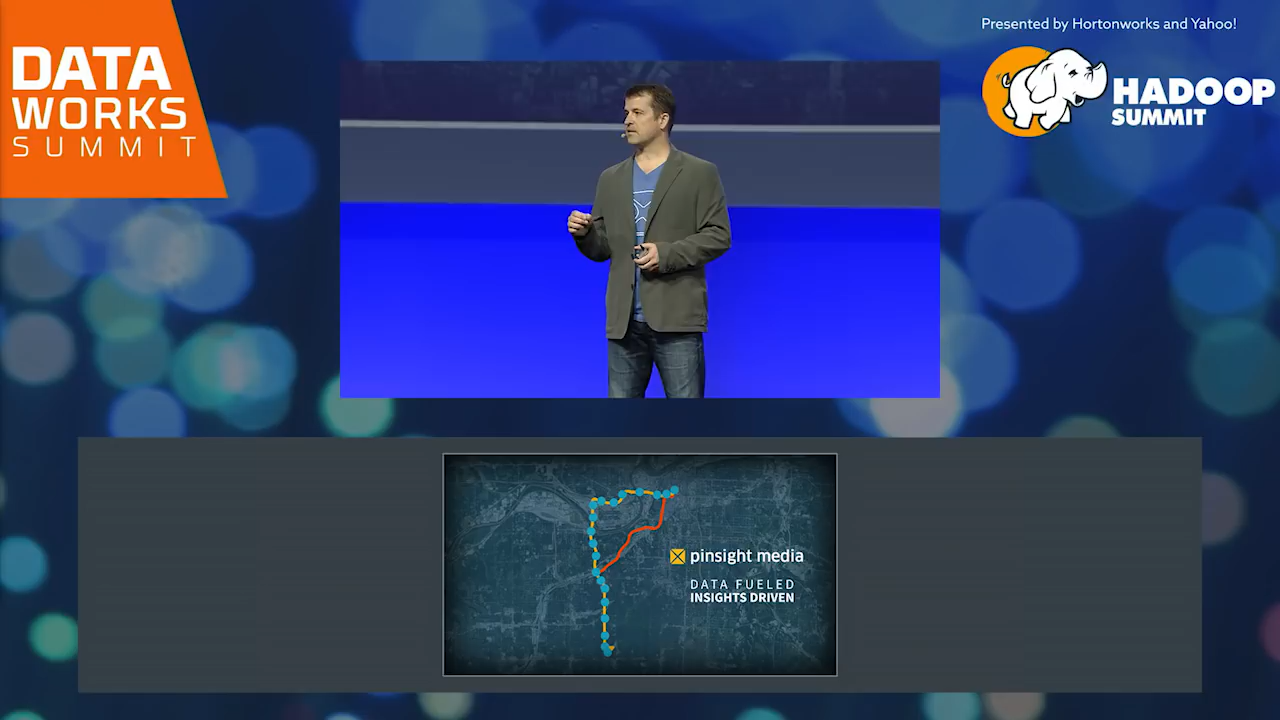 DATA
WORKS
SUMMIT
Presented by Hortonworks and Yahoo!
HADOOP
SUMMIT
pinsight media
DATA FUELED
INSIGHTS DRIVEN